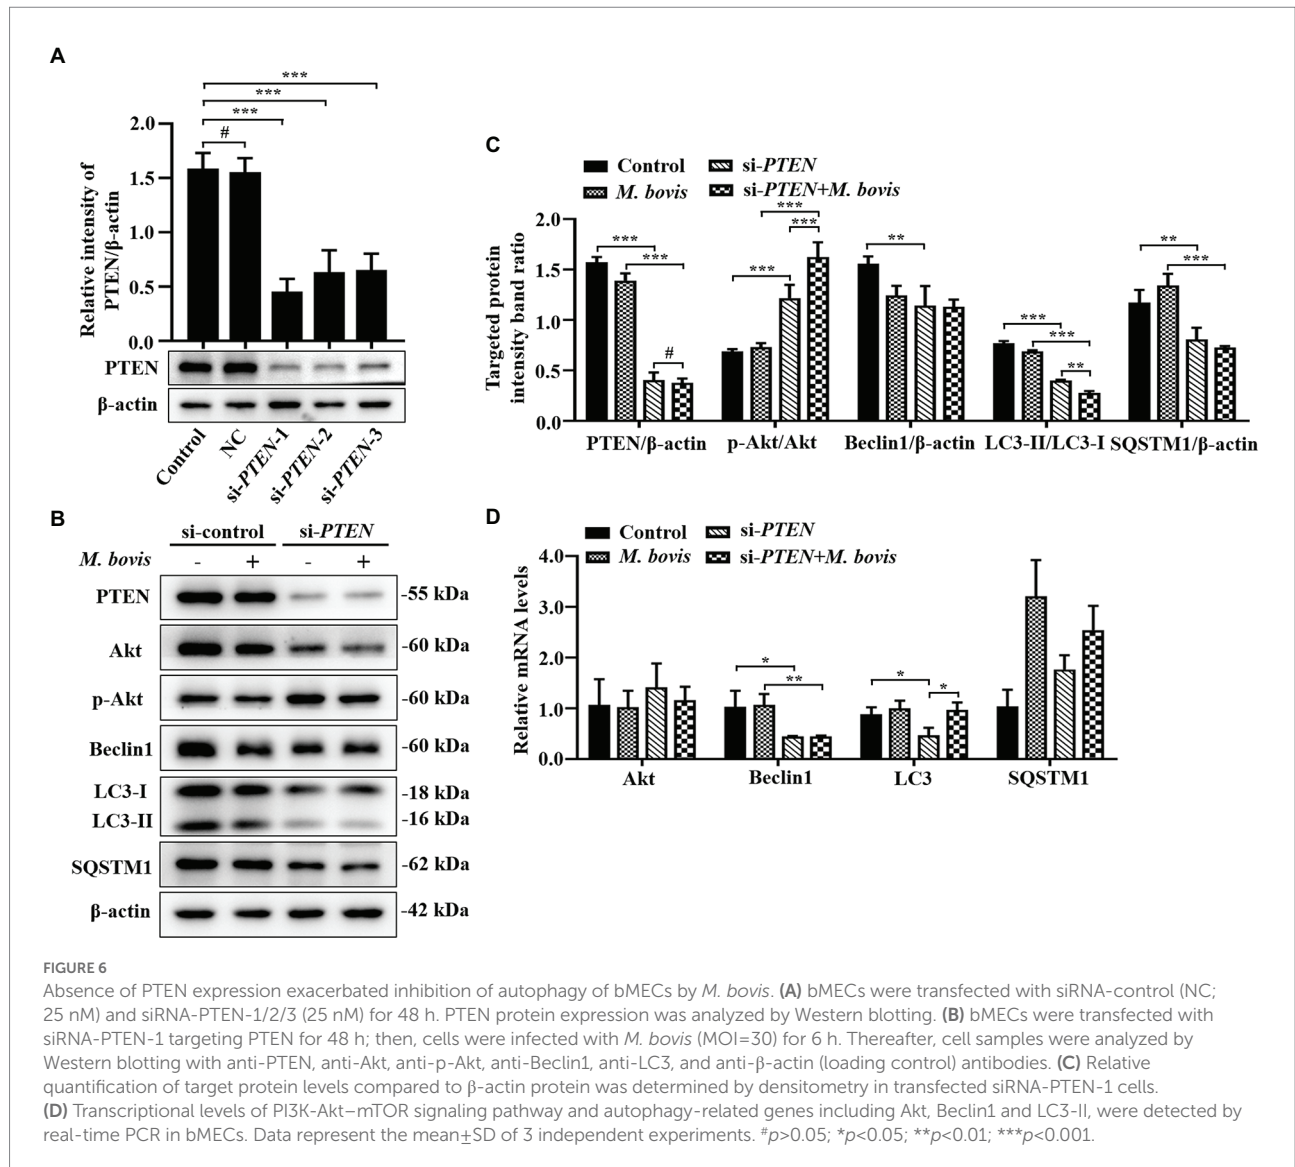 A
***
***
***
#
2.0
1.5
1.0
0.5
0.0
Relative intensity of
PTEN/β-actin
PTEN
β-actin
Control
NC
si-PTEN-1
si-PTEN-2
si-PTEN-3
B
si-control
si-PTEN
M. bovis
- + - +
PTEN
-55 kDa
Akt
-60 kDa
p-Akt
-60 kDa
Beclin1
-60 kDa
LC3-I
-18 kDa
LC3-II
-16 kDa
SQSTM1
-62 kDa
β-actin
-42 kDa
C
Control
si-PTEN
M. bovis
si-PTEN+M. bovis
Targeted protein
intensity band ratio
2.0
1.5
1.0
0.5
0.0
***
***
#
***
***
***
**
***
***
**
**
***
PTEN/β-actin
p-Akt/Akt
Beclin1/β-actin
LC3-II/LC3-I
SQSTM1/β-actin
D
Control
si-PTEN
M. bovis
si-PTEN+M. bovis
Relative mRNA levels
4.0
3.0
2.0
1.0
0.0
*
**
*
*
Akt
Beclin1
LC3
SQSTM1
FIGURE 6
Absence of PTEN expression exacerbated inhibition of autophagy of bMECs by M. bovis. (A) bMECs were transfected with siRNA-control (NC;
25 nM) and siRNA-PTEN-1/2/3 (25 nM) for 48 h. PTEN protein expression was analyzed by Western blotting. (B) bMECs were transfected with
siRNA-PTEN-1 targeting PTEN for 48 h; then, cells were infected with M. bovis (MOI=30) for 6 h. Thereafter, cell samples were analyzed by
Western blotting with anti-PTEN, anti-Akt, anti-p-Akt, anti-Beclin1, anti-LC3, and anti-β-actin (loading control) antibodies. (C) Relative
quantification of target protein levels compared to β-actin protein was determined by densitometry in transfected siRNA-PTEN-1 cells.
(D) Transcriptional levels of PI3K-Akt–mTOR signaling pathway and autophagy-related genes including Akt, Beclin1 and LC3-II, were detected by
real-time PCR in bMECs. Data represent the mean±SD of 3 independent experiments. #p>0.05; *p<0.05; **p<0.01; ***p<0.001.